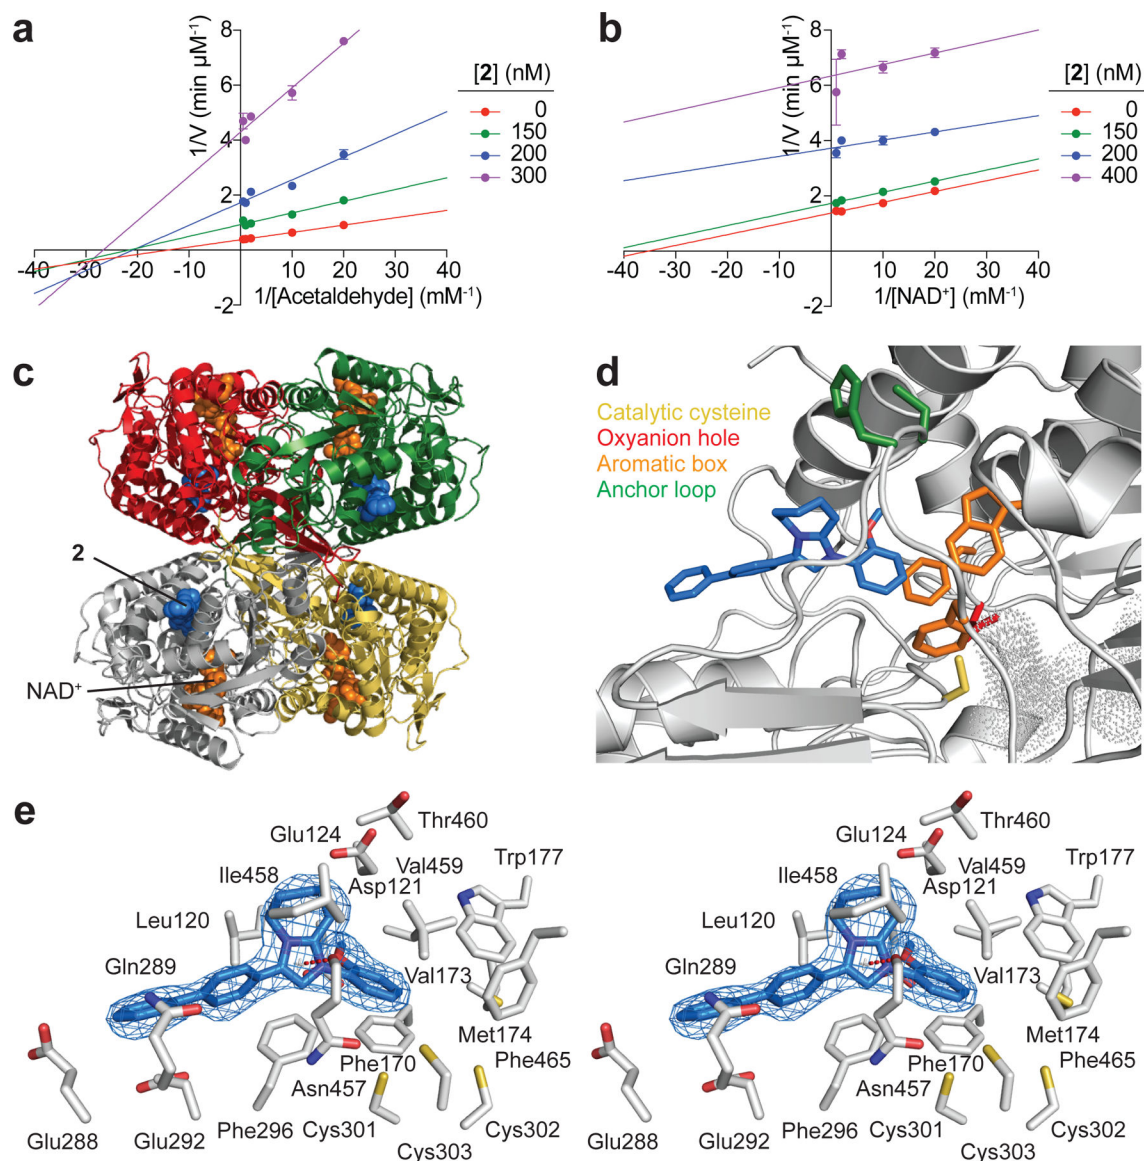 a
1/V (min µM⁻¹)
8
6
4
2
-2
-40 -30 -20 -10 0 10 20 30 40
1/[Acetaldehyde] (mM⁻¹)
[2] (nM)
0
150
200
300
b
1/V (min µM⁻¹)
8
6
4
2
-2
-40 -30 -20 -10 0 10 20 30 40
1/[NAD⁺] (mM⁻¹)
[2] (nM)
0
150
200
400
c
2
NAD⁺
d
Catalytic cysteine
Oxyanion hole
Aromatic box
Anchor loop
e
Thr460
Glu124
Val459
Trp177
Ile458
Asp121
Leu120
Gln289
Val173
Met174
Phe170
Phe465
Asn457
Glu288
Glu292
Phe296
Cys301
Cys302
Cys303
Thr460
Glu124
Val459
Trp177
Ile458
Asp121
Leu120
Gln289
Val173
Met174
Phe170
Phe465
Asn457
Glu288
Glu292
Phe296
Cys301
Cys302
Cys303